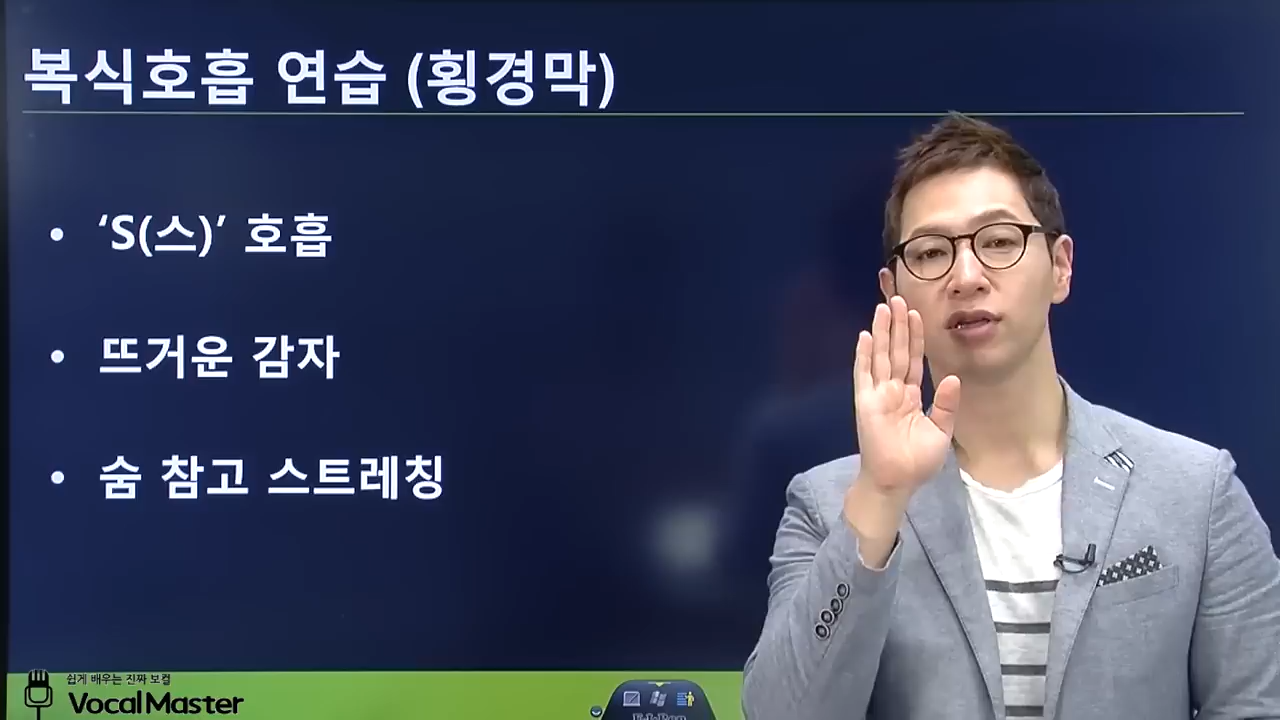 복식호흡 연습 (횡경막)
• ‘S(스)’ 호흡
• 뜨거운 감자
• 숨 참고 스트레칭
쉽게 배우는 진짜 보컬
VocalMaster